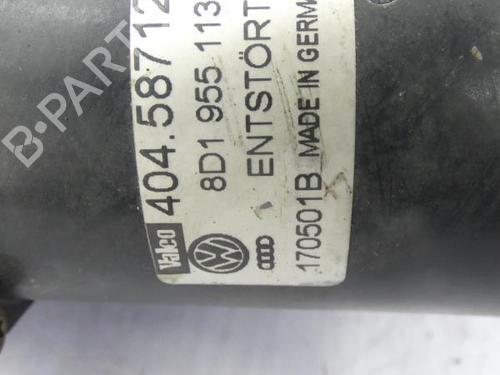 Valeo
404.58712
8D1 955 113
ENTSTÖRT
170501B MADE IN GERM
B-PARTS